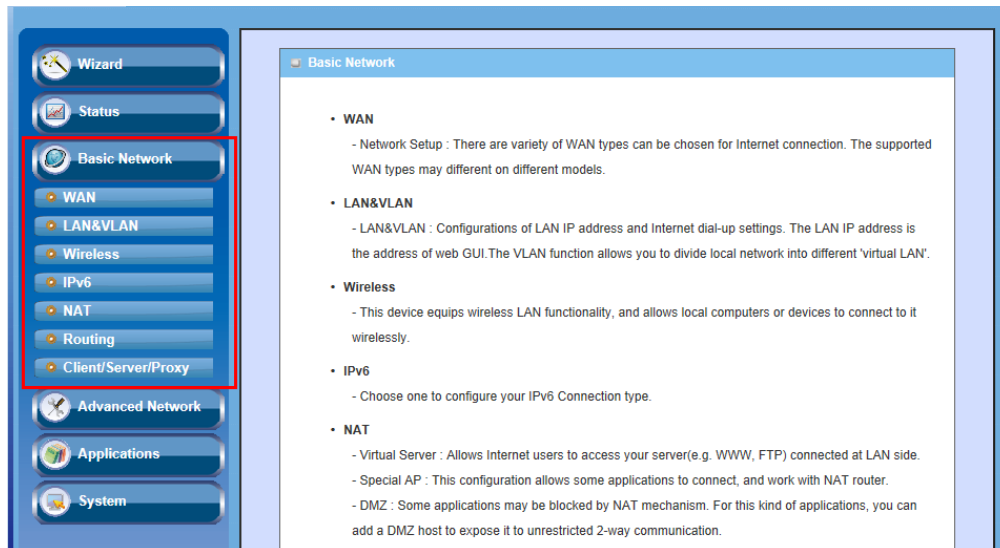 Wizard
Status
Basic Network
WAN
LAN&VLAN
Wireless
IPv6
NAT
Routing
Client/Server/Proxy
Advanced Network
Applications
System
Basic Network
• WAN
- Network Setup : There are variety of WAN types can be chosen for Internet connection. The supported
WAN types may different on different models.
• LAN&VLAN
- LAN&VLAN : Configurations of LAN IP address and Internet dial-up settings. The LAN IP address is
the address of web GUI.The VLAN function allows you to divide local network into different 'virtual LAN'.
• Wireless
- This device equips wireless LAN functionality, and allows local computers or devices to connect to it
wirelessly.
• IPv6
- Choose one to configure your IPv6 Connection type.
• NAT
- Virtual Server : Allows Internet users to access your server(e.g. WWW, FTP) connected at LAN side.
- Special AP : This configuration allows some applications to connect, and work with NAT router.
- DMZ : Some applications may be blocked by NAT mechanism. For this kind of applications, you can
add a DMZ host to expose it to unrestricted 2-way communication.